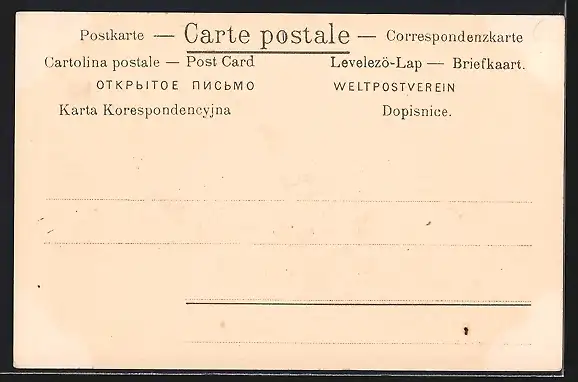 Postkarte — Carte postale — Correspondenzkarte
Cartolina postale — Post Card Levelezö-Lap — Briefkaart.
ОТКРЫТОЕ ПИСЬМО WELTPOSTVEREIN
Karta Korespondencyjna Dopisnice.